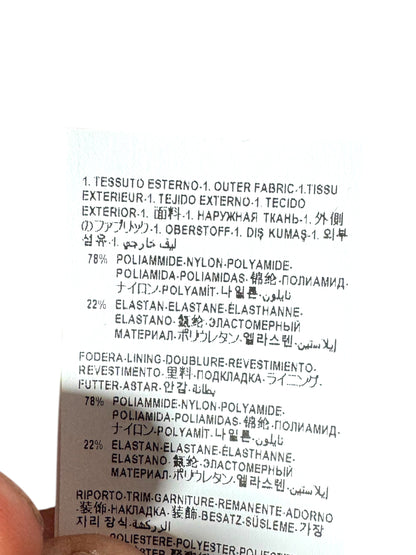 1. TESSUTO ESTERNO-1. OUTER FABRIC-1.TISSU
EXTERIEUR-1. TEJIDO EXTERNO-1. TECIDO
EXTERIOR-1. 面料-1. НАРУЖНАЯ ТКАНЬ-1. 外側
のファブリック-1. OBERSTOFF-1. DIŞ KUMAŞ-1. 외부
섬유-1. ليف خارجي
78% POLIAMMIDE-NYLON-POLYAMIDE-
POLIAMIDA-POLIAMIDAS-锦纶-ПОЛИАМИД-
ナイロン-POLYAMİT-나일론-نايلون
22% ELASTAN-ELASTANE-ÉLASTHANNE-
ELASTANO-氨纶-ЭЛАСТОМЕРНЫЙ
МАТЕРИАЛ-ポリウレタン-엘라스텐-إيلاستين
FODERA-LINING-DOUBLURE-REVESTIMIENTO-
REVESTIMENTO-里料-ПОДКЛАДКА-ライニング-
FUTTER-ASTAR-안감-بطانة
78% POLIAMMIDE-NYLON-POLYAMIDE-
POLIAMIDA-POLIAMIDAS-锦纶-ПОЛИАМИД-
ナイロン-POLYAMİT-나일론-نايلون
22% ELASTAN-ELASTANE-ÉLASTHANNE-
ELASTANO-氨纶-ЭЛАСТОМЕРНЫЙ
МАТЕРИАЛ-ポリウレタン-엘라스텐-إيلاستين
RIPORTO-TRIM-GARNITURE-REMANENTE-ADORNO
-装饰-НАКЛАДКА-装飾-BESATZ-SÜSLEME-가장
자리 장식-الزركشة
POLIESTERE-POLYESTER-POLYESTER-